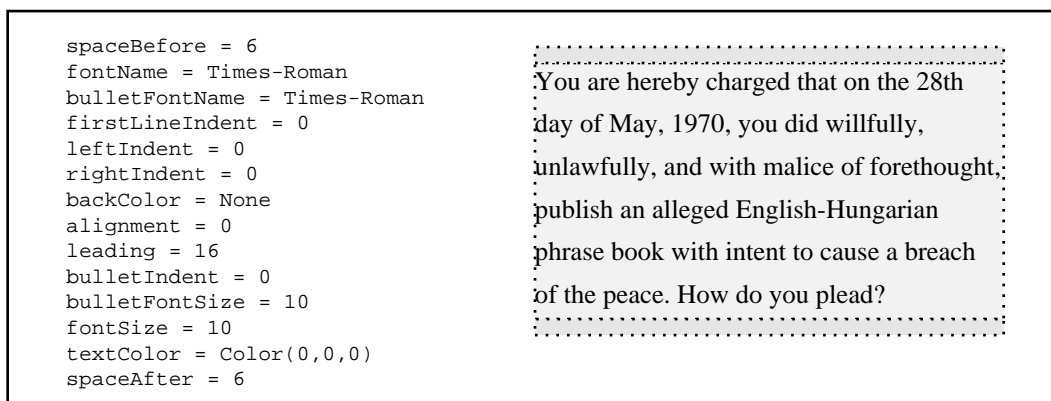 spaceBefore = 6
fontName = Times-Roman
bulletFontName = Times-Roman
firstLineIndent = 0
leftIndent = 0
rightIndent = 0
backColor = None
alignment = 0
leading = 16
bulletIndent = 0
bulletFontSize = 10
fontSize = 10
textColor = Color(0,0,0)
spaceAfter = 6
You are hereby charged that on the 28th
day of May, 1970, you did willfully,
unlawfully, and with malice of forethought,
publish an alleged English-Hungarian
phrase book with intent to cause a breach
of the peace. How do you plead?